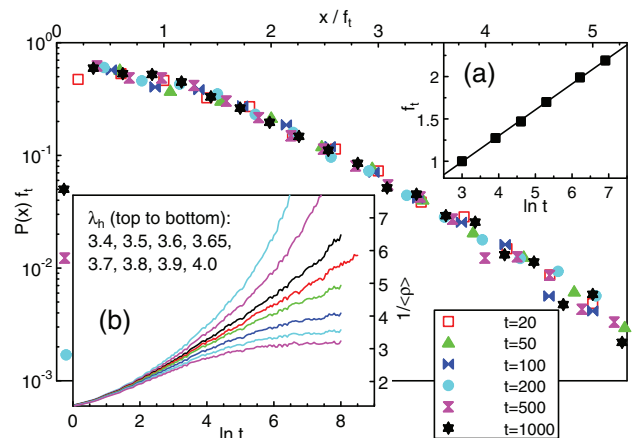 x / f_t
0 1 2 3 4 5
10^0
10^-1
10^-2
10^-3
P(x) f_t
(a)
f_t
2
1.5
1
3 4 5 6 7
ln t
λ_h (top to bottom):
3.4, 3.5, 3.6, 3.65,
3.7, 3.8, 3.9, 4.0
(b)
1/<ρ>
7
6
5
4
3
2
0 2 4 6 8
ln t
t=20
t=50
t=100
t=200
t=500
t=1000